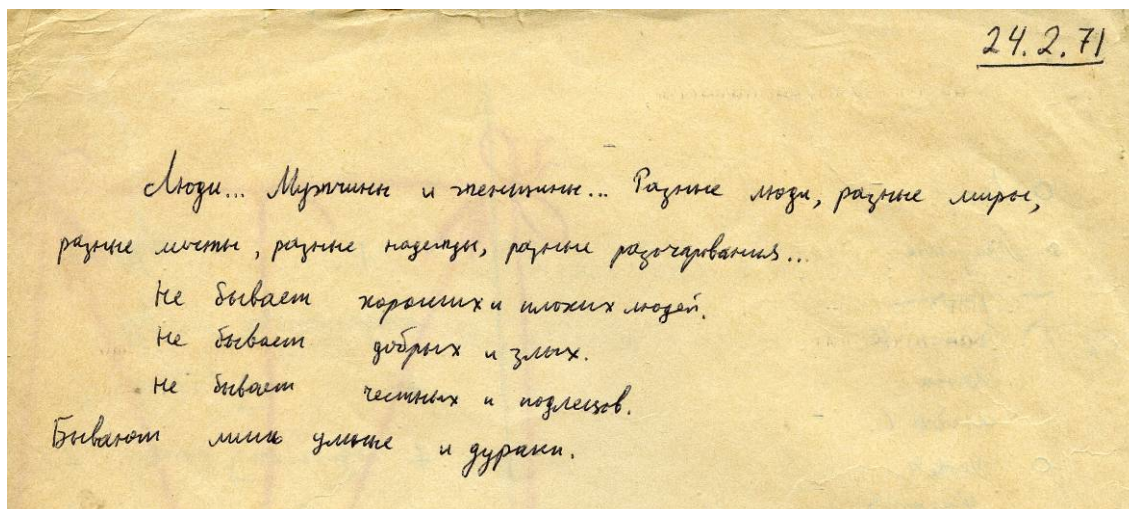 24.2.71
Люди... Мужчины и женщины... Разные люди, разные миры,
разные мечты, разные надежды, разные разочарования...
Не бывает хороших и плохих людей.
Не бывает добрых и злых.
Не бывает честных и подлецов.
Бывают лишь умные и дураки.